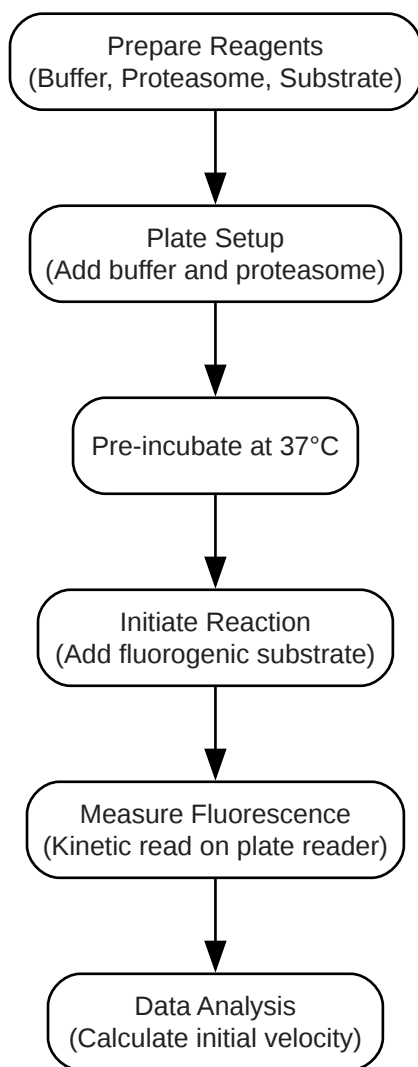 Prepare Reagents
(Buffer, Proteasome, Substrate)
Plate Setup
(Add buffer and proteasome)
Pre-incubate at 37°C
Initiate Reaction
(Add fluorogenic substrate)
Measure Fluorescence
(Kinetic read on plate reader)
Data Analysis
(Calculate initial velocity)